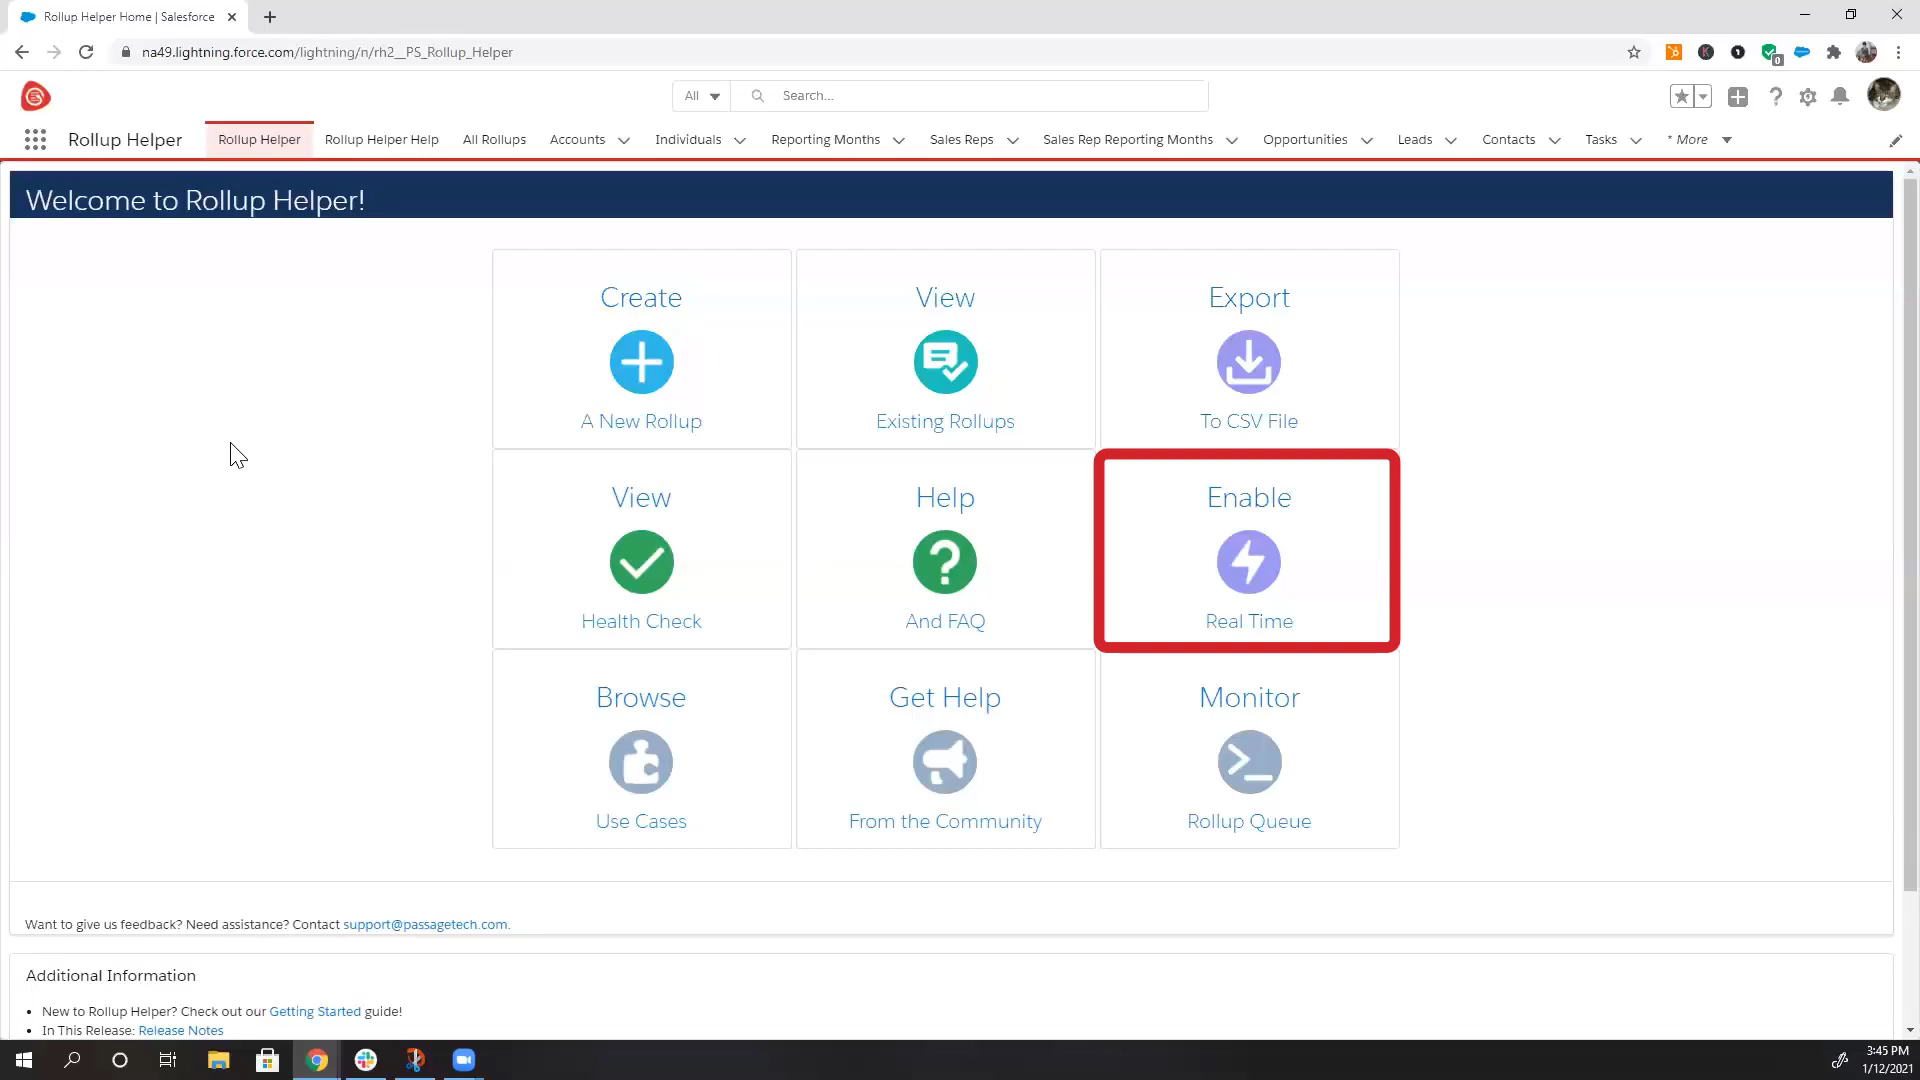 Rollup Helper Home | Salesforce
na49.lightning.force.com/lightning/n/rh2__PS_Rollup_Helper
0
All
Search...
Rollup Helper
Rollup Helper
Rollup Helper Help
All Rollups
Accounts
Individuals
Reporting Months
Sales Reps
Sales Rep Reporting Months
Opportunities
Leads
Contacts
Tasks
* More
Welcome to Rollup Helper!
Create
A New Rollup
View
Existing Rollups
Export
To CSV File
View
Health Check
Help
And FAQ
Enable
Real Time
Browse
Use Cases
Get Help
From the Community
Monitor
Rollup Queue
Want to give us feedback? Need assistance? Contact support@passagetech.com.
Additional Information
• New to Rollup Helper? Check out our Getting Started guide!
• In This Release: Release Notes
3:45 PM
1/12/2021